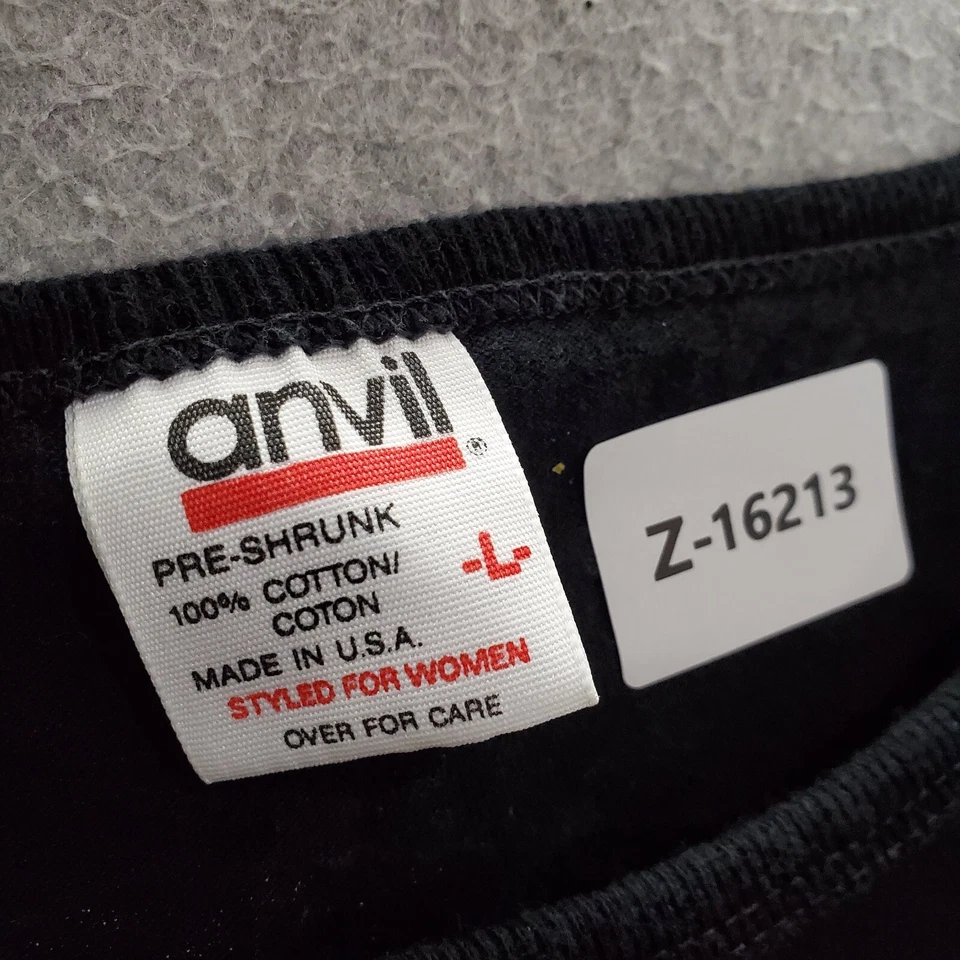 anvil®
PRE-SHRUNK
100% COTTON/
COTON
-L-
MADE IN U.S.A.
STYLED FOR WOMEN
OVER FOR CARE
Z-16213